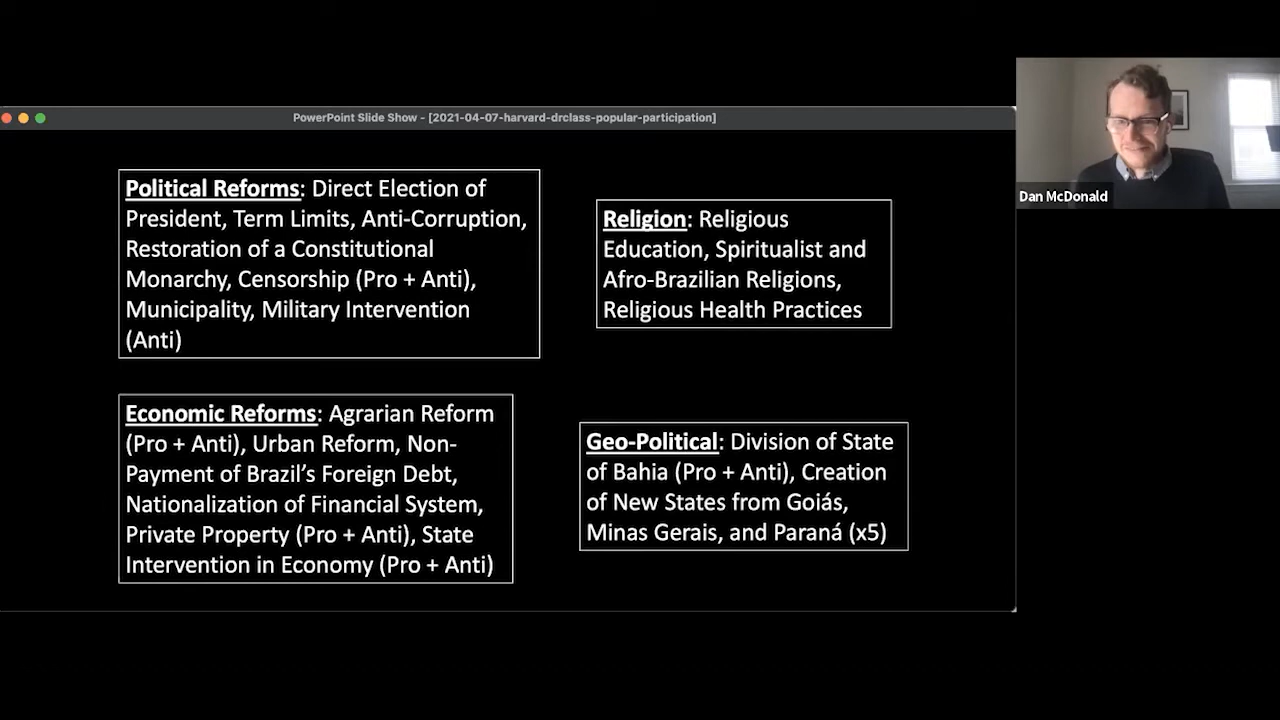 PowerPoint Slide Show - [2021-04-07-harvard-drclass-popular-participation]
Political Reforms: Direct Election of
President, Term Limits, Anti-Corruption,
Restoration of a Constitutional
Monarchy, Censorship (Pro + Anti),
Municipality, Military Intervention
(Anti)
Religion: Religious
Education, Spiritualist and
Afro-Brazilian Religions,
Religious Health Practices
Economic Reforms: Agrarian Reform
(Pro + Anti), Urban Reform, Non-
Payment of Brazil’s Foreign Debt,
Nationalization of Financial System,
Private Property (Pro + Anti), State
Intervention in Economy (Pro + Anti)
Geo-Political: Division of State
of Bahia (Pro + Anti), Creation
of New States from Goiás,
Minas Gerais, and Paraná (x5)
Dan McDonald